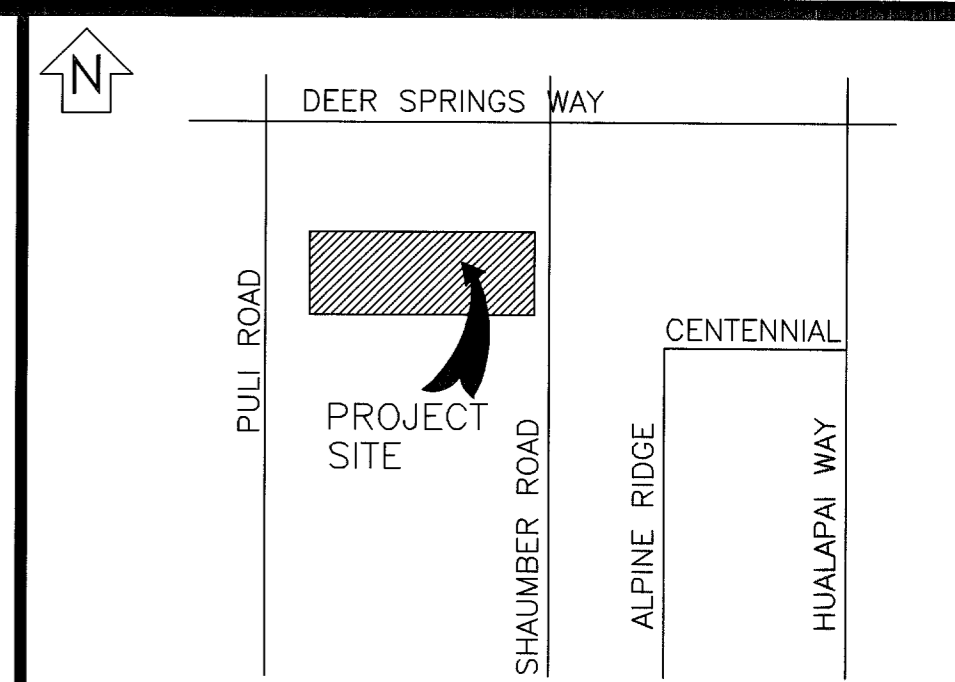 N
DEER SPRINGS WAY
PULI ROAD
PROJECT
SITE
SHAUMBER ROAD
CENTENNIAL
ALPINE RIDGE
HUALAPAI WAY